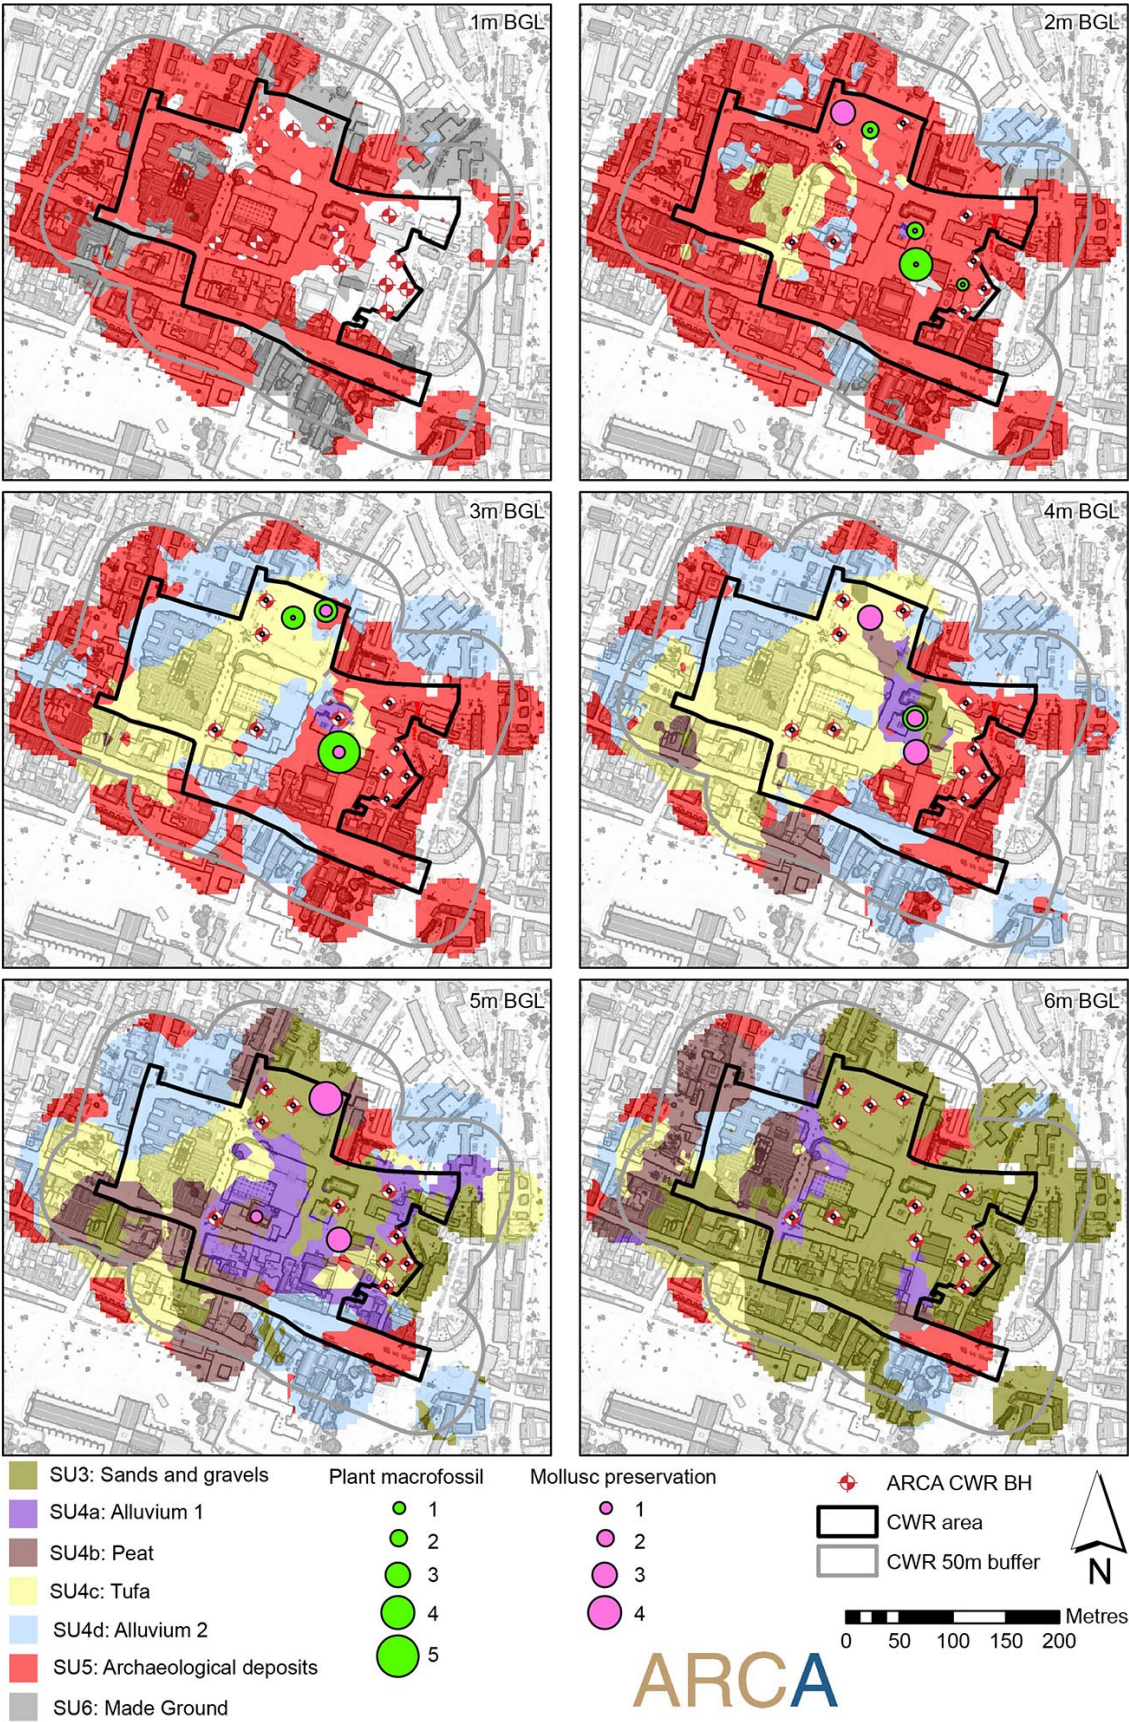 1m BGL
2m BGL
3m BGL
4m BGL
5m BGL
6m BGL
SU3: Sands and gravels
SU4a: Alluvium 1
SU4b: Peat
SU4c: Tufa
SU4d: Alluvium 2
SU5: Archaeological deposits
SU6: Made Ground
Plant macrofossil
1
2
3
4
5
Mollusc preservation
1
2
3
4
ARCA CWR BH
CWR area
CWR 50m buffer
N
Metres
0 50 100 150 200
ARCA